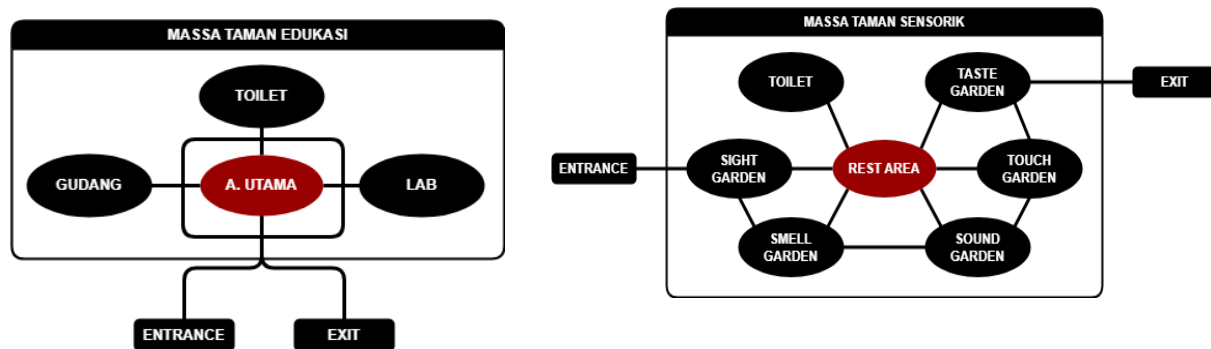 MASSA TAMAN EDUKASI
TOILET
GUDANG
A. UTAMA
LAB
ENTRANCE
EXIT
MASSA TAMAN SENSORIK
TOILET
TASTE
GARDEN
EXIT
ENTRANCE
SIGHT
GARDEN
REST AREA
TOUCH
GARDEN
SMELL
GARDEN
SOUND
GARDEN